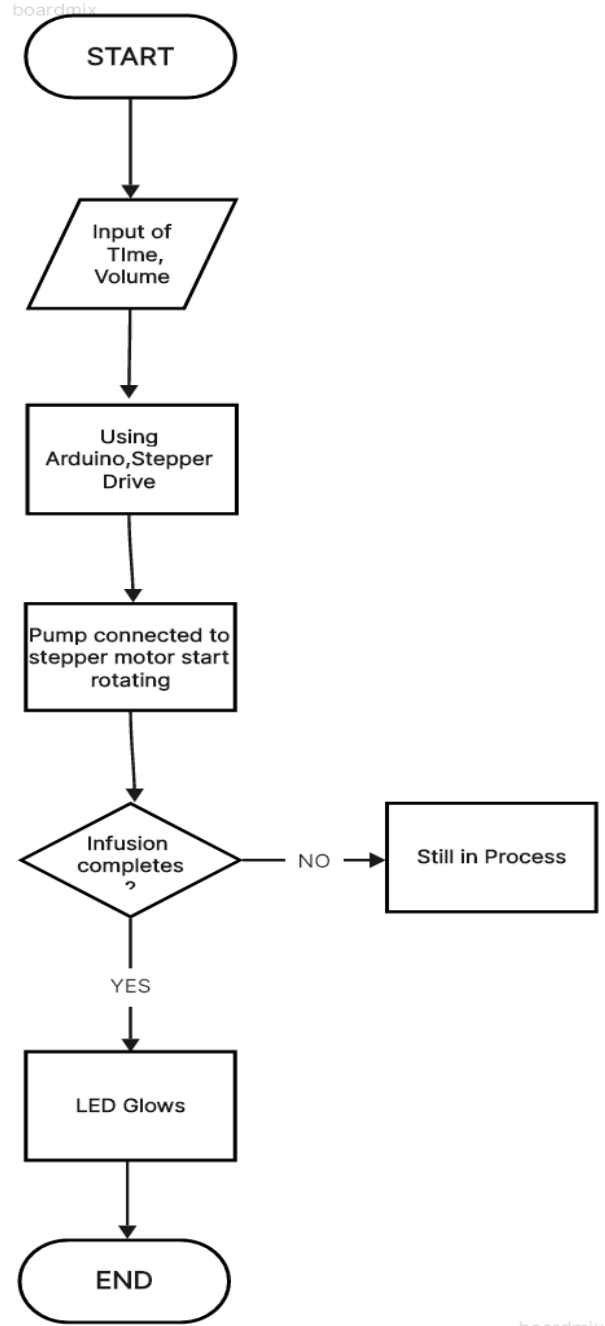 boardmix
START
Input of
TIme,
Volume
Using
Arduino,Stepper
Drive
Pump connected to
stepper motor start
rotating
Infusion
completes
?
NO
Still in Process
YES
LED Glows
END
boardmix